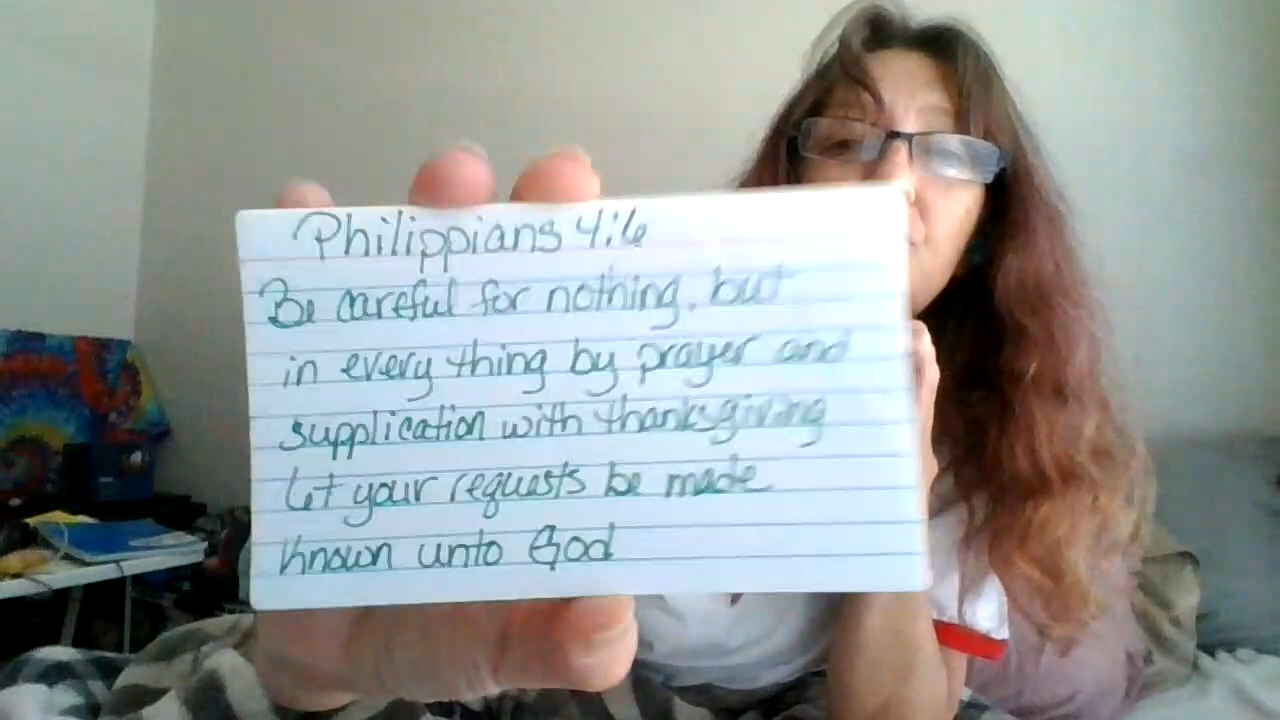 Philippians 4:6
Be careful for nothing, but
in every thing by prayer and
supplication with thanksgiving
let your requests be made
known unto God